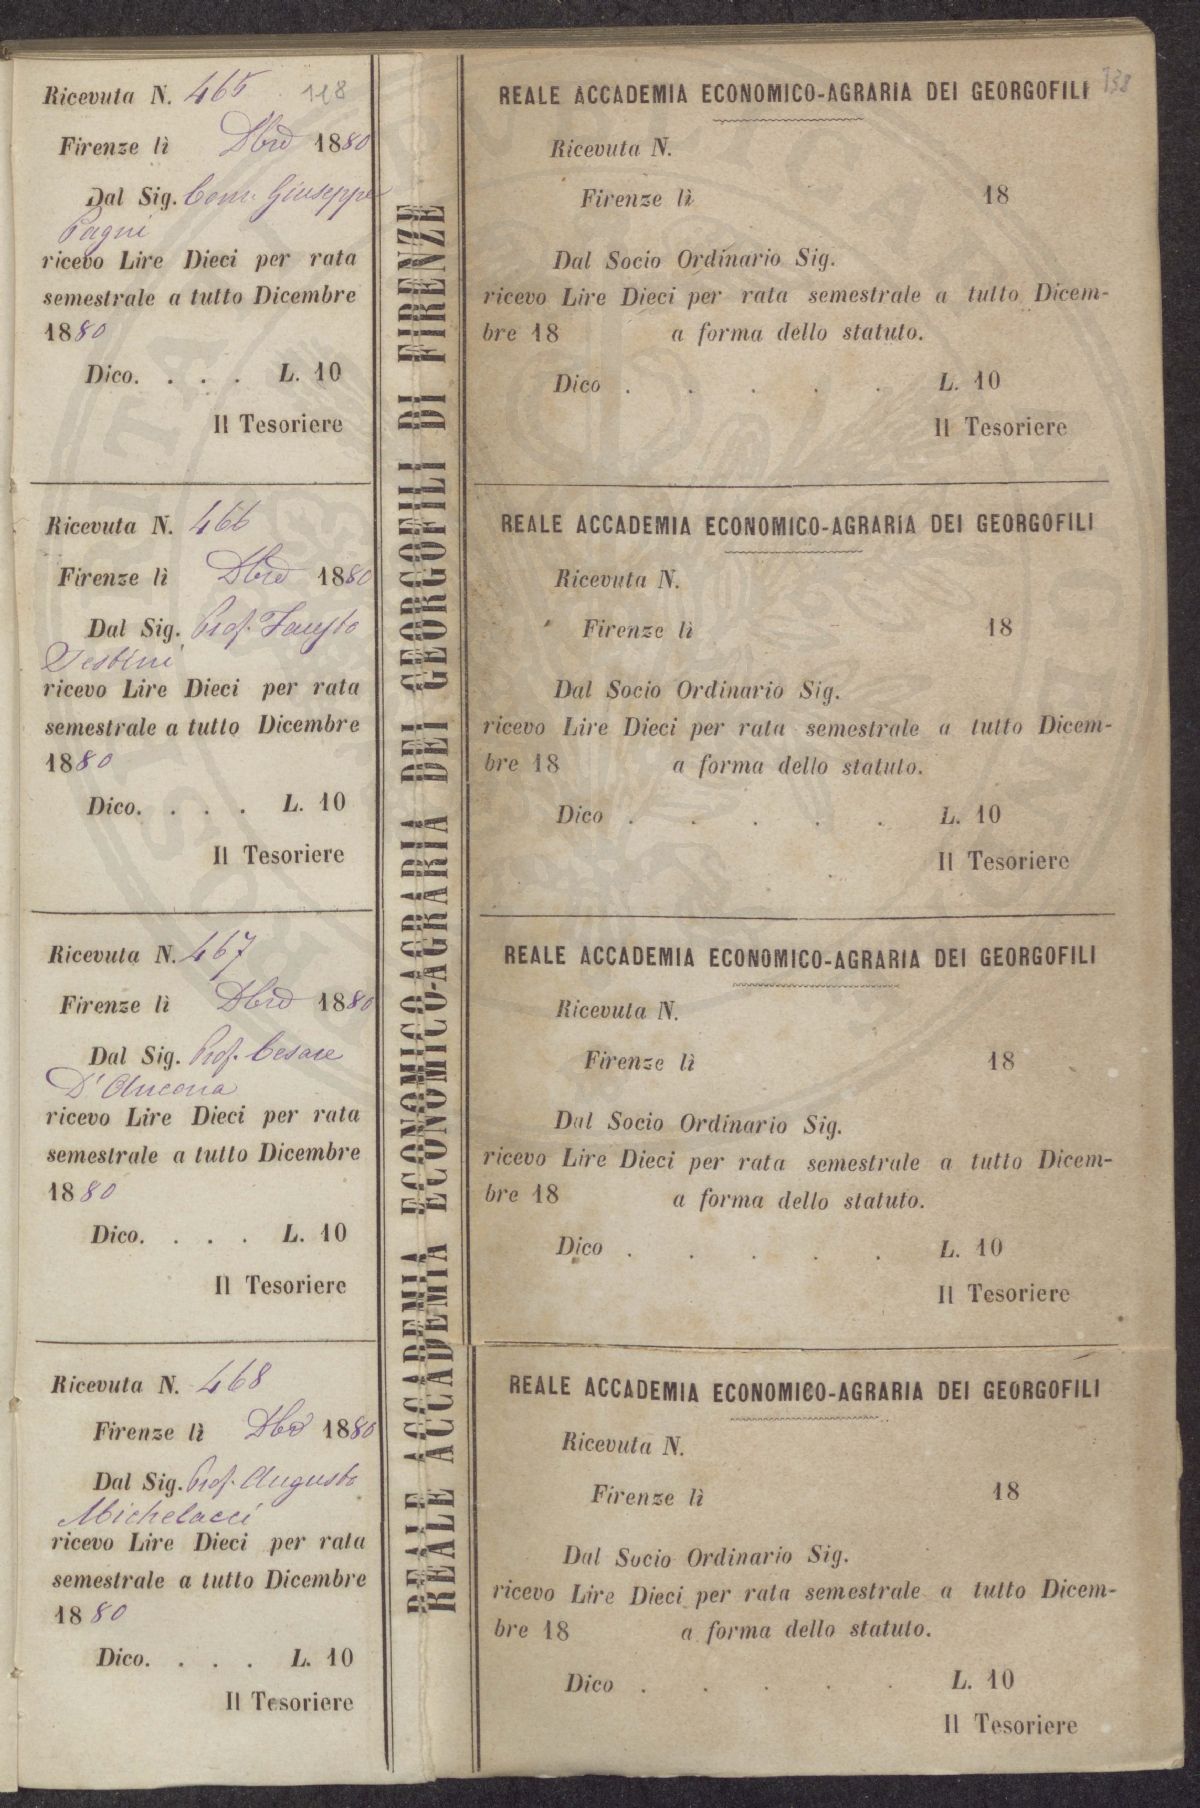 Ricevuta N. 465 118
Firenze lì Dbre 1880
Dal Sig. Com. Giuseppe
Pagni
ricevo Lire Dieci per rata
semestrale a tutto Dicembre
1880
Dico. . . . L. 10
Il Tesoriere
Ricevuta N. 466
Firenze lì Dbre 1880
Dal Sig. Prof. Fausto
Sestini
ricevo Lire Dieci per rata
semestrale a tutto Dicembre
1880
Dico. . . . L. 10
Il Tesoriere
Ricevuta N. 467
Firenze lì Dbre 1880
Dal Sig. Prof. Cesare
D'Ancona
ricevo Lire Dieci per rata
semestrale a tutto Dicembre
1880
Dico. . . . L. 10
Il Tesoriere
Ricevuta N. 468
Firenze lì Dbre 1880
Dal Sig. Prof. Augusto
Michelacci
ricevo Lire Dieci per rata
semestrale a tutto Dicembre
1880
Dico. . . . L. 10
Il Tesoriere
REALE ACCADEMIA ECONOMICO-AGRARIA DEI GEORGOFILI DI FIRENZE
REALE ACCADEMIA ECONOMICO-AGRARIA DEI GEORGOFILI
Ricevuta N.
Firenze lì 18
Dal Socio Ordinario Sig.
ricevo Lire Dieci per rata semestrale a tutto Dicem-
bre 18 a forma dello statuto.
Dico . . . . . L. 10
Il Tesoriere
REALE ACCADEMIA ECONOMICO-AGRARIA DEI GEORGOFILI
Ricevuta N.
Firenze lì 18
Dal Socio Ordinario Sig.
ricevo Lire Dieci per rata semestrale a tutto Dicem-
bre 18 a forma dello statuto.
Dico . . . . . L. 10
Il Tesoriere
REALE ACCADEMIA ECONOMICO-AGRARIA DEI GEORGOFILI
Ricevuta N.
Firenze lì 18
Dal Socio Ordinario Sig.
ricevo Lire Dieci per rata semestrale a tutto Dicem-
bre 18 a forma dello statuto.
Dico . . . . . L. 10
Il Tesoriere
REALE ACCADEMIA ECONOMICO-AGRARIA DEI GEORGOFILI
Ricevuta N.
Firenze lì 18
Dal Socio Ordinario Sig.
ricevo Lire Dieci per rata semestrale a tutto Dicem-
bre 18 a forma dello statuto.
Dico . . . . . L. 10
Il Tesoriere